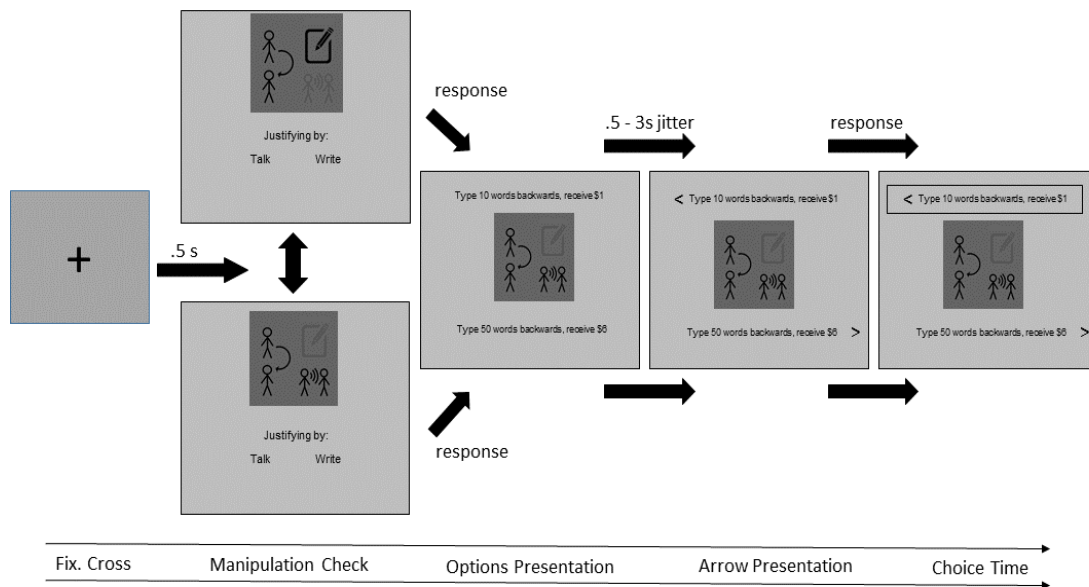 +
.5 s
Justifying by:
Talk Write
Justifying by:
Talk Write
response
response
Type 10 words backwards, receive $1
Type 50 words backwards, receive $6
.5 - 3s jitter
< Type 10 words backwards, receive $1
Type 50 words backwards, receive $6 >
response
< Type 10 words backwards, receive $1
Type 50 words backwards, receive $6 >
Fix. Cross Manipulation Check Options Presentation Arrow Presentation Choice Time